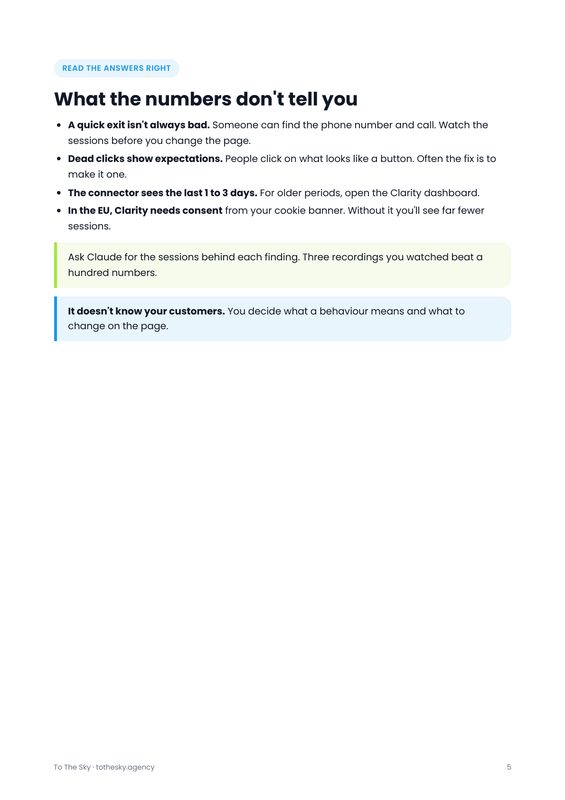 READ THE ANSWERS RIGHT
What the numbers don't tell you
• A quick exit isn't always bad. Someone can find the phone number and call. Watch the
sessions before you change the page.
• Dead clicks show expectations. People click on what looks like a button. Often the fix is to
make it one.
• The connector sees the last 1 to 3 days. For older periods, open the Clarity dashboard.
• In the EU, Clarity needs consent from your cookie banner. Without it you'll see far fewer
sessions.
Ask Claude for the sessions behind each finding. Three recordings you watched beat a
hundred numbers.
It doesn't know your customers. You decide what a behaviour means and what to
change on the page.
To The Sky · tothesky.agency
5